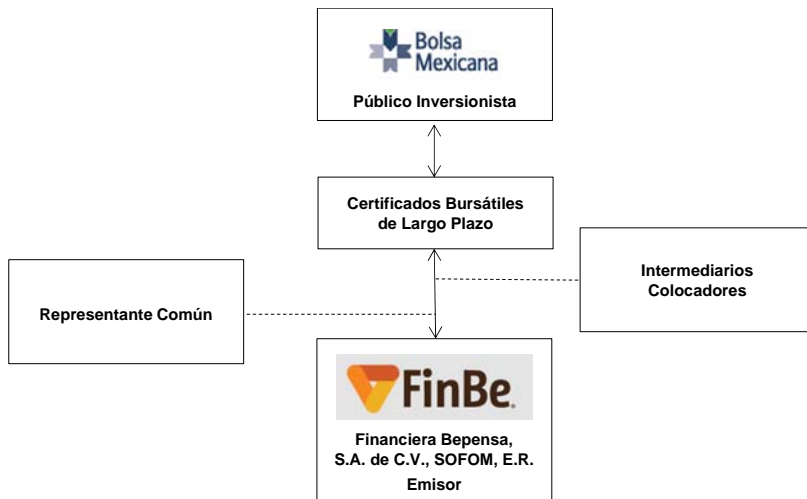 Bolsa
Mexicana
Público Inversionista
Certificados Bursátiles
de Largo Plazo
Intermediarios
Colocadores
Representante Común
FinBe®
Financiera Bepensa,
S.A. de C.V., SOFOM, E.R.
Emisor